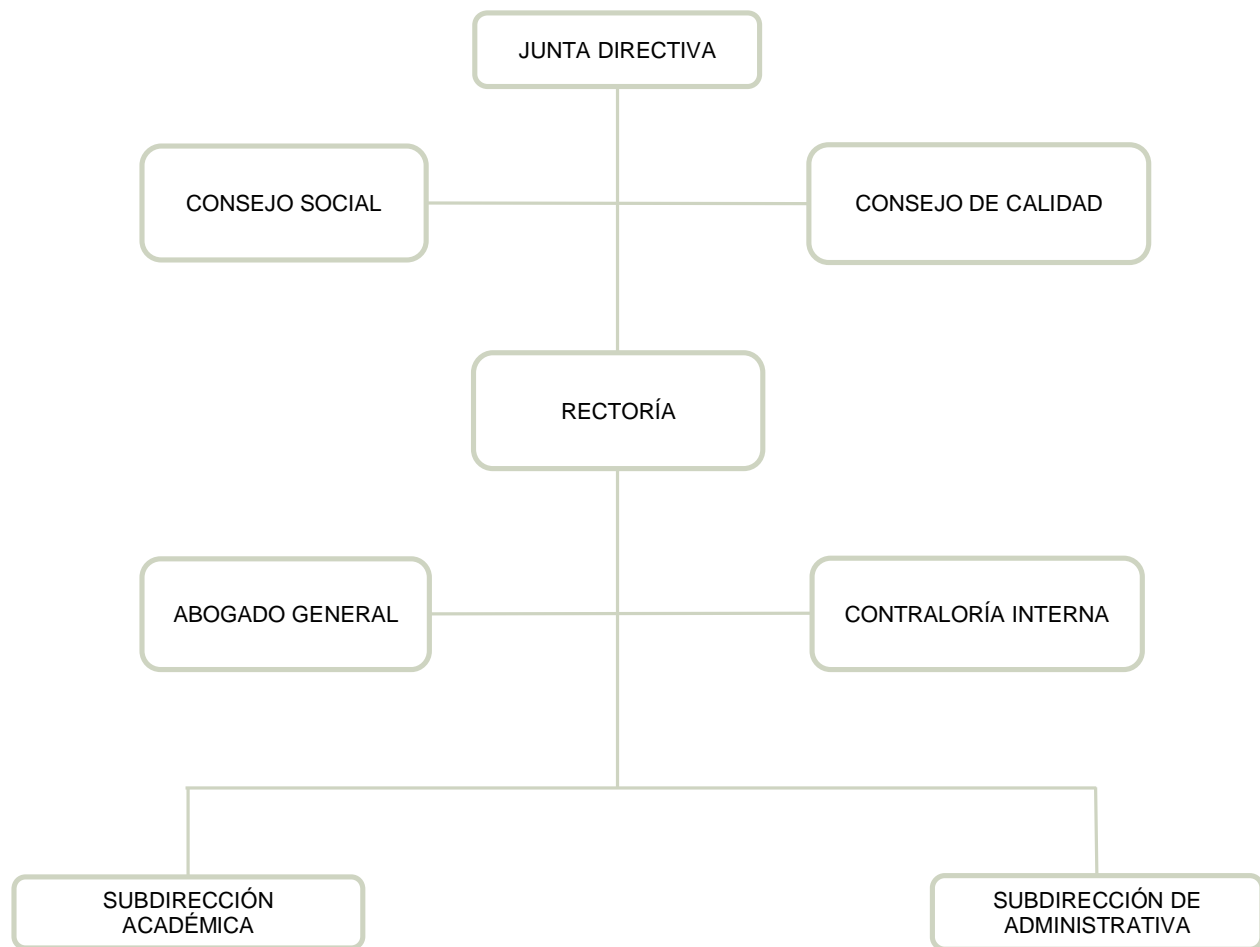 JUNTA DIRECTIVA
CONSEJO SOCIAL
CONSEJO DE CALIDAD
RECTORÍA
ABOGADO GENERAL
CONTRALORÍA INTERNA
SUBDIRECCIÓN
ACADÉMICA
SUBDIRECCIÓN DE
ADMINISTRATIVA